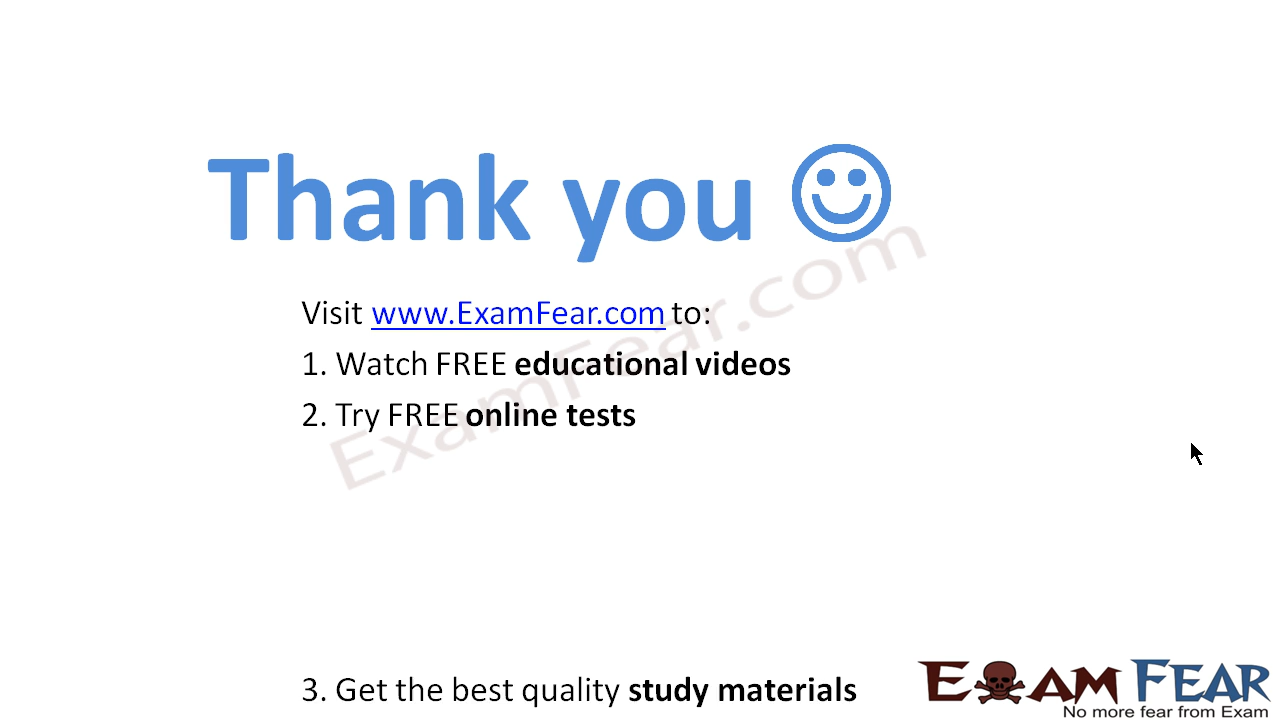 Thank you
Visit www.ExamFear.com to:
1. Watch FREE educational videos
2. Try FREE online tests
ExamFear.com
3. Get the best quality study materials
EXAM FEAR
No more fear from Exam